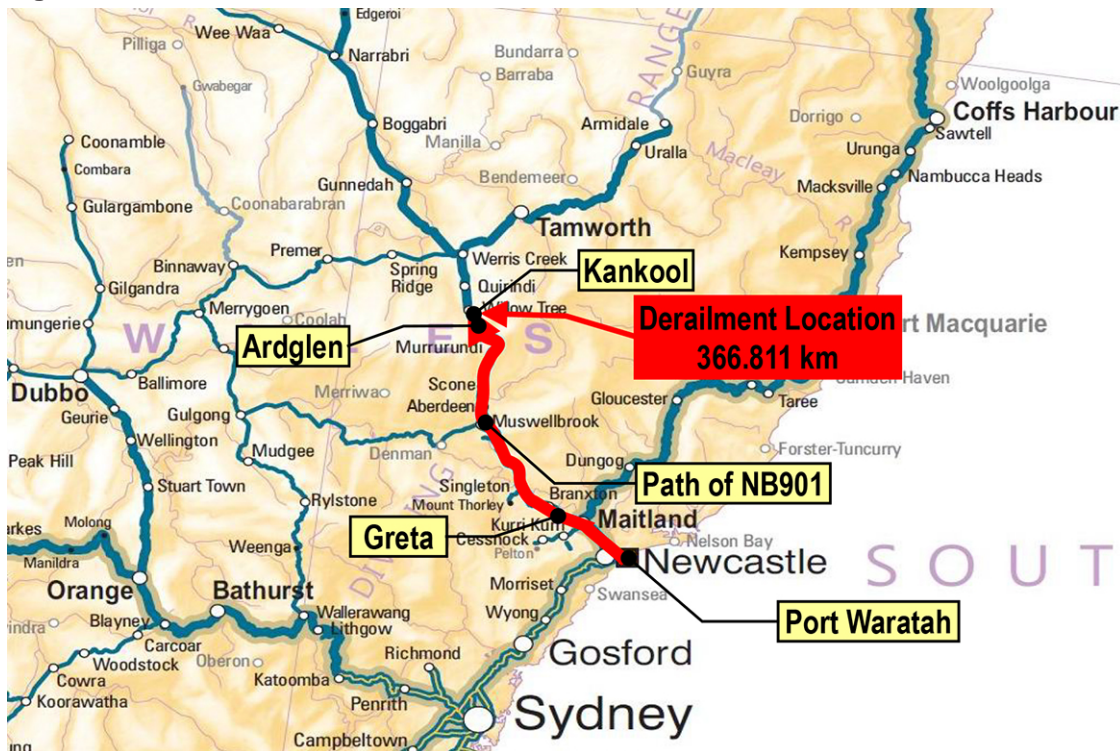 Edgeroi
Wee Waa
Pilliga
Narrabri
Bundarra
Barraba
Guyra
Gwabegar
RANGE
Woolgoolga
Coffs Harbour
Sawtell
Dorrigo
Boggabri
Armidale
Manilla
Uralla
Urunga
Coonamble
Combara
Macleay
Nambucca Heads
Macksville
Gunnedah
Bendemeer
Gulargambone
Coonabarabran
Tamworth
Kempsey
R
Premer
Werris Creek
Binnaway
Spring
Ridge
Kankool
Quirindi
Gilgandra
Willow Tree
Merrygoen
Coolah
Derailment Location
366.811 km
rt Macquarie
W
E
S
Ardglen
Murrurundi
Dubbo
Ballimore
Scone
Merriwa
Gloucester
Taree
Geurie
Gulgong
Aberdeen
Muswellbrook
Wellington
Mudgee
Denman
Forster-Tuncurry
Peak Hill
Dungog
Stuart Town
Singleton
Path of NB901
Rylstone
Mount Thorley
Branxton
Greta
Kurri Kurri
Maitland
Molong
Cessnock
Nelson Bay
Manildra
Weenga
Pelton
Newcastle
SOUT
Orange
Bathurst
Morriset
Swansea
Wallerawang
Wyong
Port Waratah
Blayney
Lithgow
Carcoar
Richmond
Gosford
Woodstock
Oberon
Cowra
Katoomba
Koorawatha
Penrith
Sydney
Campbeltown